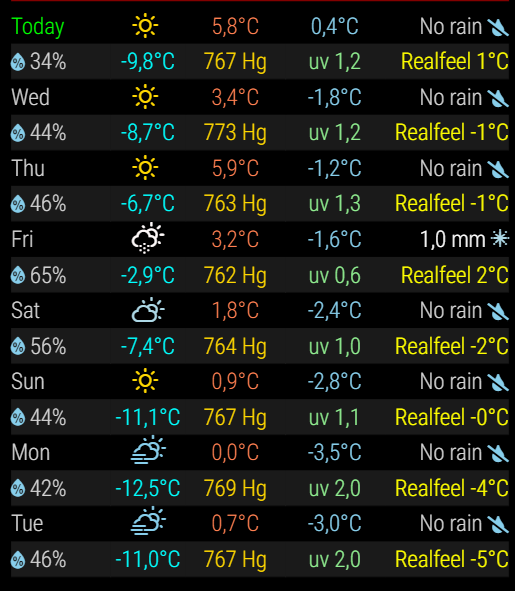 Today 5,8°C 0,4°C No rain
34% -9,8°C 767 Hg uv 1,2 Realfeel 1°C
Wed 3,4°C -1,8°C No rain
44% -8,7°C 773 Hg uv 1,2 Realfeel -1°C
Thu 5,9°C -1,2°C No rain
46% -6,7°C 763 Hg uv 1,3 Realfeel -1°C
Fri 3,2°C -1,6°C 1,0 mm
65% -2,9°C 762 Hg uv 0,6 Realfeel 2°C
Sat 1,8°C -2,4°C No rain
56% -7,4°C 764 Hg uv 1,0 Realfeel -2°C
Sun 0,9°C -2,8°C No rain
44% -11,1°C 767 Hg uv 1,1 Realfeel -0°C
Mon 0,0°C -3,5°C No rain
42% -12,5°C 769 Hg uv 2,0 Realfeel -4°C
Tue 0,7°C -3,0°C No rain
46% -11,0°C 767 Hg uv 2,0 Realfeel -5°C